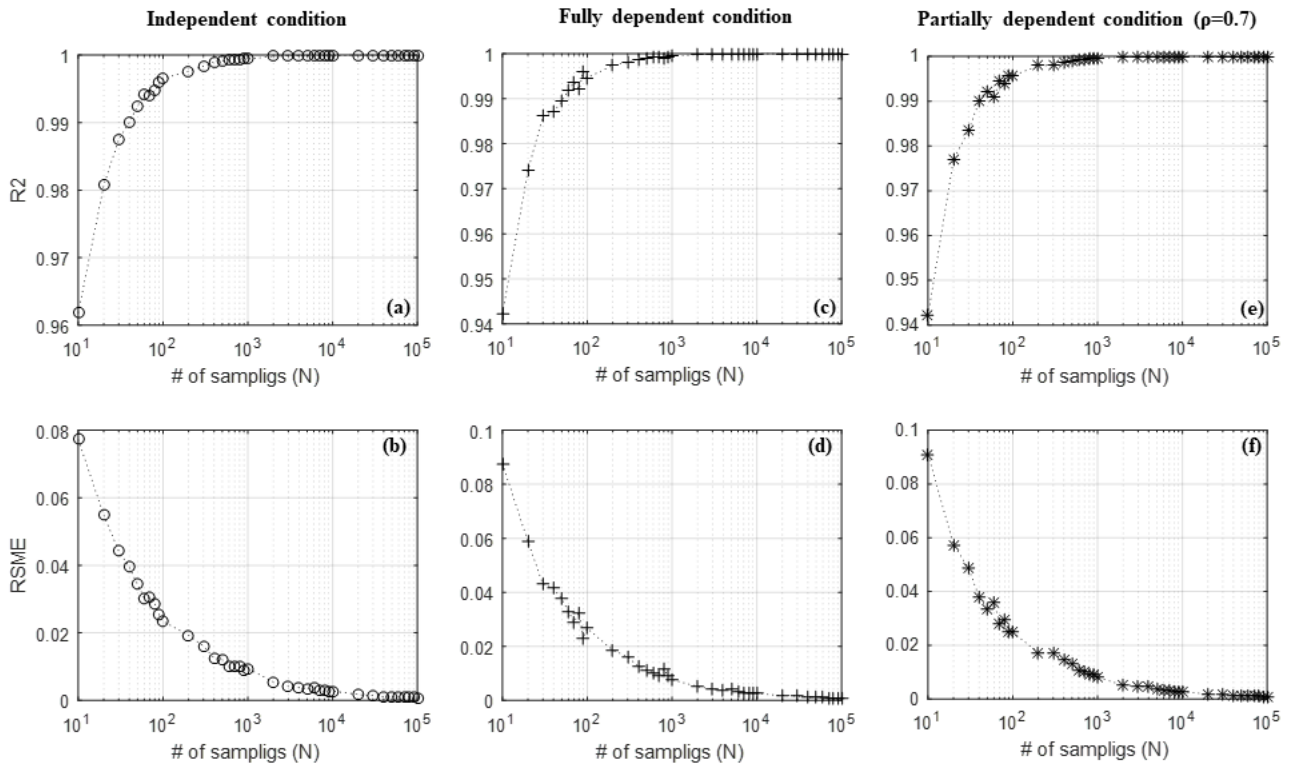 Independent condition
Fully dependent condition
Partially dependent condition (ρ=0.7)
R2
1
0.99
0.98
0.97
0.96
(a)
10^1 10^2 10^3 10^4 10^5
# of sampligs (N)
1
0.99
0.98
0.97
0.96
0.95
0.94
(c)
10^1 10^2 10^3 10^4 10^5
# of sampligs (N)
1
0.99
0.98
0.97
0.96
0.95
0.94
(e)
10^1 10^2 10^3 10^4 10^5
# of sampligs (N)
RSME
0.08
0.06
0.04
0.02
0
(b)
10^1 10^2 10^3 10^4 10^5
# of sampligs (N)
0.1
0.08
0.06
0.04
0.02
0
(d)
10^1 10^2 10^3 10^4 10^5
# of sampligs (N)
0.1
0.08
0.06
0.04
0.02
0
(f)
10^1 10^2 10^3 10^4 10^5
# of sampligs (N)